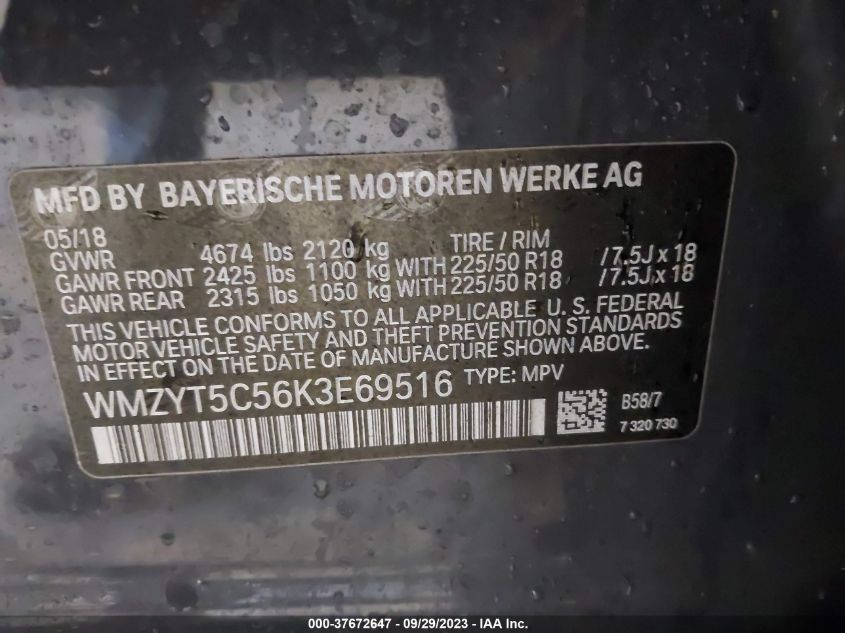 MFD BY BAYERISCHE MOTOREN WERKE AG
05/18
GVWR 4674 lbs 2120 kg TIRE / RIM
GAWR FRONT 2425 lbs 1100 kg WITH 225/50 R18 /7.5J x 18
GAWR REAR 2315 lbs 1050 kg WITH 225/50 R18 /7.5J x 18
THIS VEHICLE CONFORMS TO ALL APPLICABLE U. S. FEDERAL
MOTOR VEHICLE SAFETY AND THEFT PREVENTION STANDARDS
IN EFFECT ON THE DATE OF MANUFACTURE SHOWN ABOVE.
WMZYT5C56K3E69516 TYPE: MPV
B58/7
7 320 730
000-37672647 / 09/29/2023 - IAA Inc.